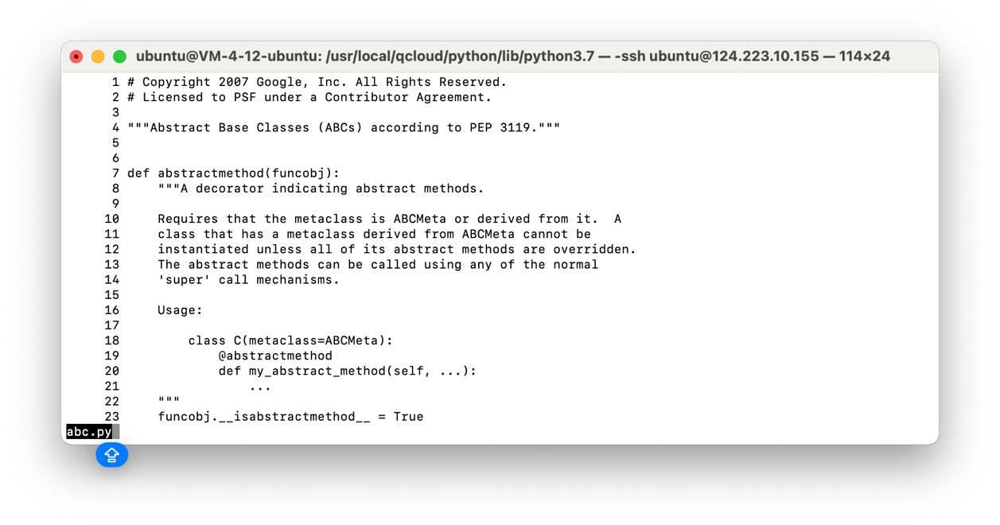 ubuntu@VM-4-12-ubuntu: /usr/local/qcloud/python/lib/python3.7 — -ssh ubuntu@124.223.10.155 — 114×24
1 # Copyright 2007 Google, Inc. All Rights Reserved.
2 # Licensed to PSF under a Contributor Agreement.
3
4 """Abstract Base Classes (ABCs) according to PEP 3119."""
5
6
7 def abstractmethod(funcobj):
8     """A decorator indicating abstract methods.
9
10     Requires that the metaclass is ABCMeta or derived from it.  A
11     class that has a metaclass derived from ABCMeta cannot be
12     instantiated unless all of its abstract methods are overridden.
13     The abstract methods can be called using any of the normal
14     'super' call mechanisms.
15
16     Usage:
17
18         class C(metaclass=ABCMeta):
19             @abstractmethod
20             def my_abstract_method(self, ...):
21                 ...
22     """
23     funcobj.__isabstractmethod__ = True
abc.py